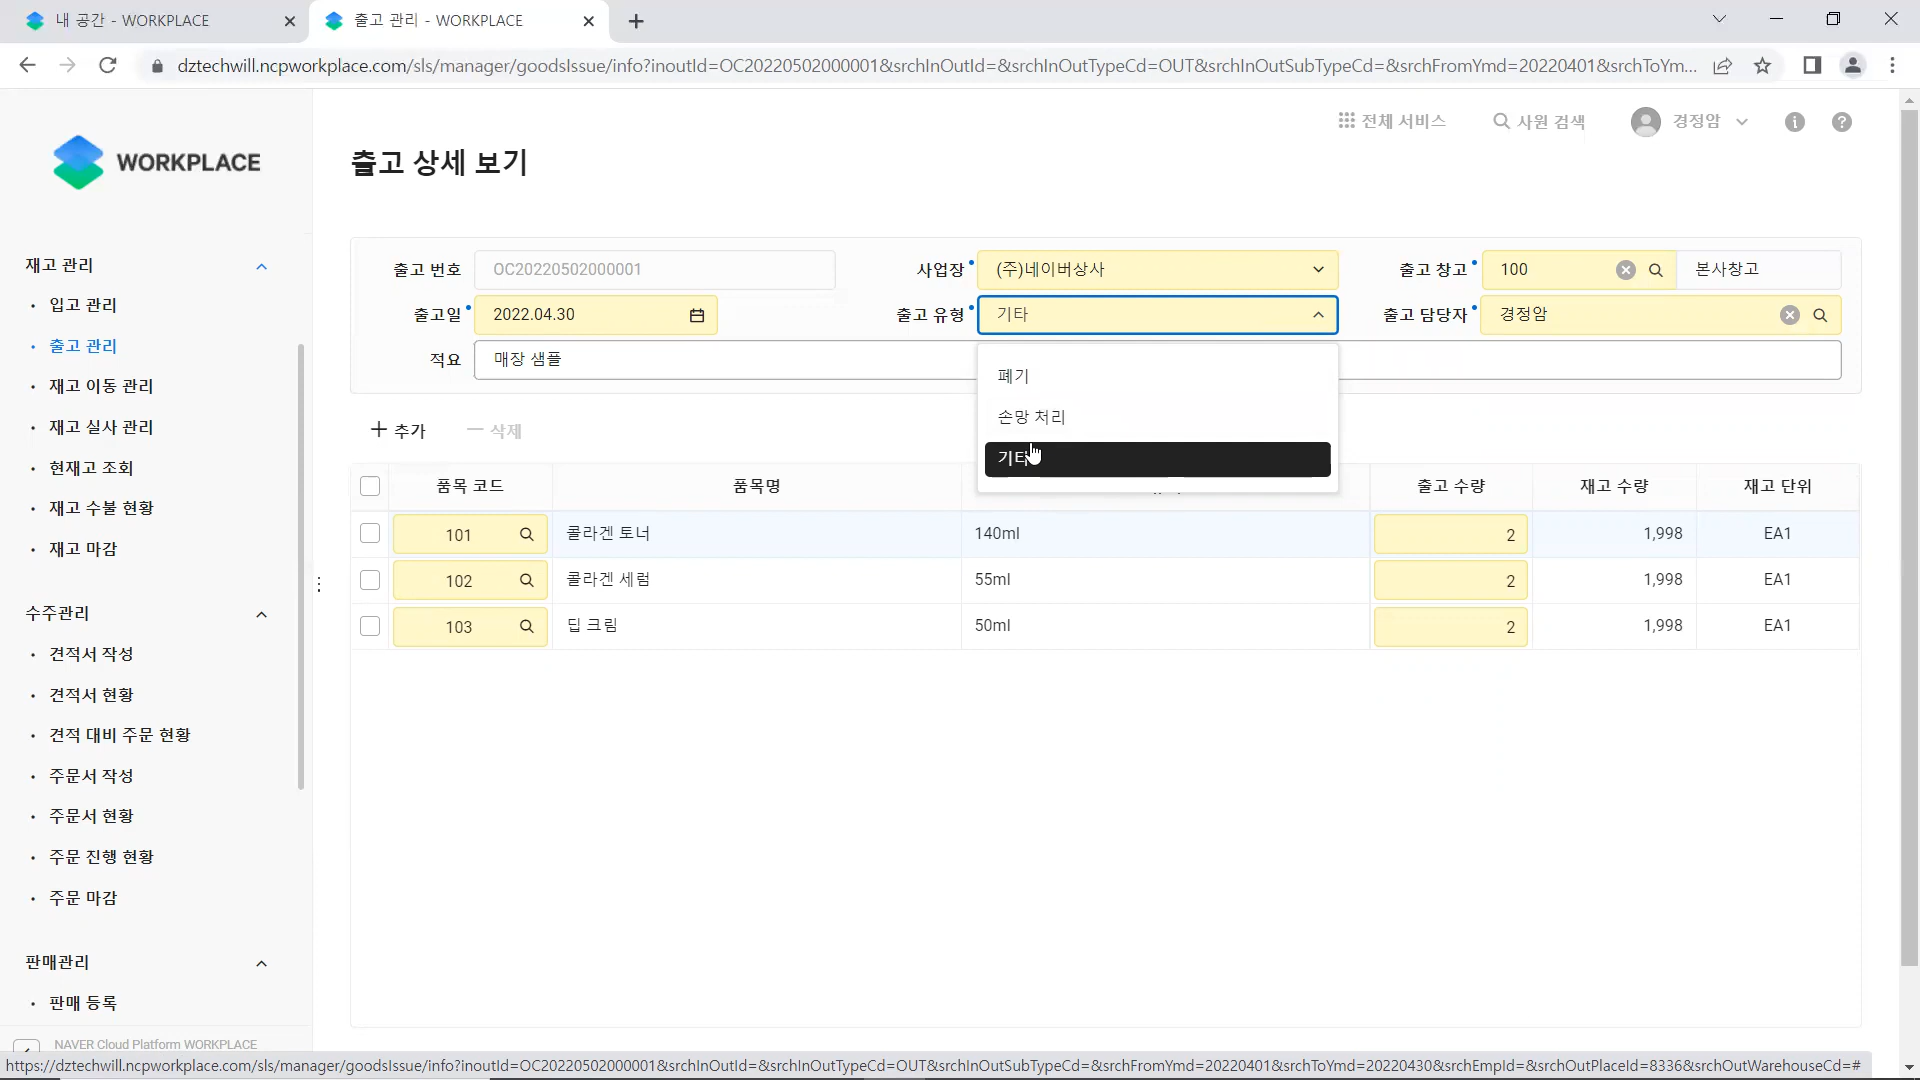 내 공간 - WORKPLACE
출고 관리 - WORKPLACE
dztechwill.ncpworkplace.com/sls/manager/goodsIssue/info?inoutId=OC20220502000001&srchInOutId=&srchInOutTypeCd=OUT&srchInOutSubTypeCd=&srchFromYmd=20220401&srchToYm...
WORKPLACE
전체 서비스
사원 검색
경정암
출고 상세 보기
재고 관리
입고 관리
출고 관리
재고 이동 관리
재고 실사 관리
현재고 조회
재고 수불 현황
재고 마감
수주관리
견적서 작성
견적서 현황
견적 대비 주문 현황
주문서 작성
주문서 현황
주문 진행 현황
주문 마감
판매관리
판매 등록
NAVER Cloud Platform WORKPLACE
출고 번호 OC20220502000001 사업장 (주)네이버상사 출고 창고 100 본사창고
출고일 2022.04.30 출고 유형 기타 출고 담당자 경정암
적요 매장 샘플
폐기
손망 처리
기타
추가 삭제
품목 코드 품목명 출고 수량 재고 수량 재고 단위
101 콜라겐 토너 140ml 2 1,998 EA1
102 콜라겐 세럼 55ml 2 1,998 EA1
103 딥 크림 50ml 2 1,998 EA1
https://dztechwill.ncpworkplace.com/sls/manager/goodsIssue/info?inoutId=OC20220502000001&srchInOutId=&srchInOutTypeCd=OUT&srchInOutSubTypeCd=&srchFromYmd=20220401&srchToYmd=20220430&srchEmpId=&srchOutPlaceId=8336&srchOutWarehouseCd=#